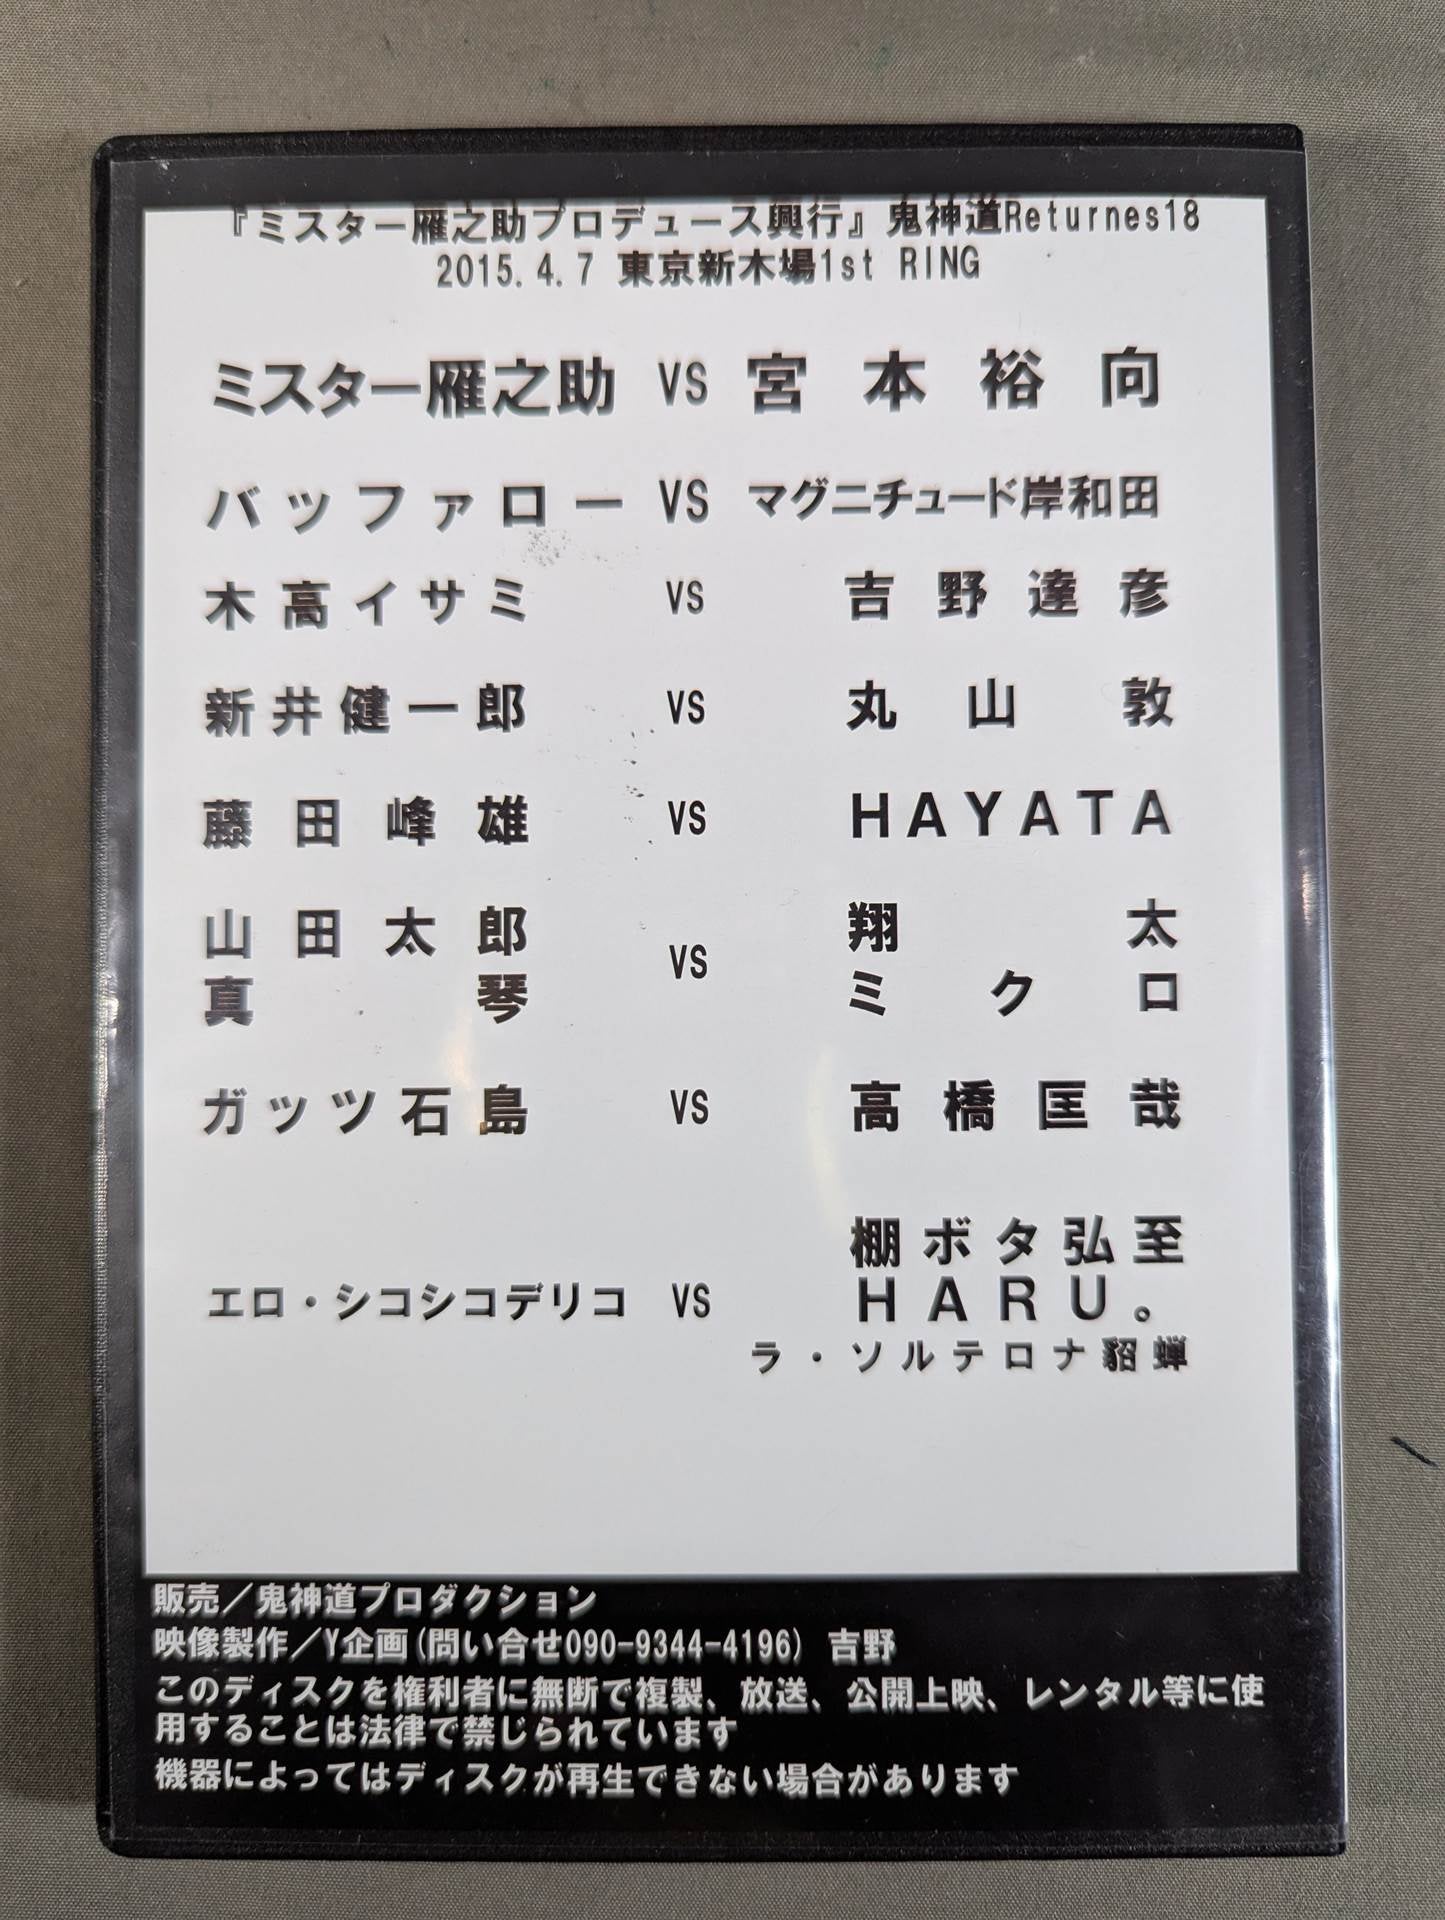 『ミスター雁之助プロデュース興行』鬼神道Returnes18
2015.4.7 東京新木場1st RING
ミスター雁之助 VS 宮本裕向
バッファロー VS マグニチュード岸和田
木高イサミ VS 吉野達彦
新井健一郎 VS 丸山敦
藤田峰雄 VS HAYATA
山田太郎 翔太
VS
真琴 ミクロ
ガッツ石島 VS 高橋匡哉
棚ボタ弘至
エロ・シコシコデリコ VS HARU。
ラ・ソルテロナ貂蝉
販売／鬼神道プロダクション
映像製作／Y企画(問い合せ090-9344-4196) 吉野
このディスクを権利者に無断で複製、放送、公開上映、レンタル等に使
用することは法律で禁じられています
機器によってはディスクが再生できない場合があります